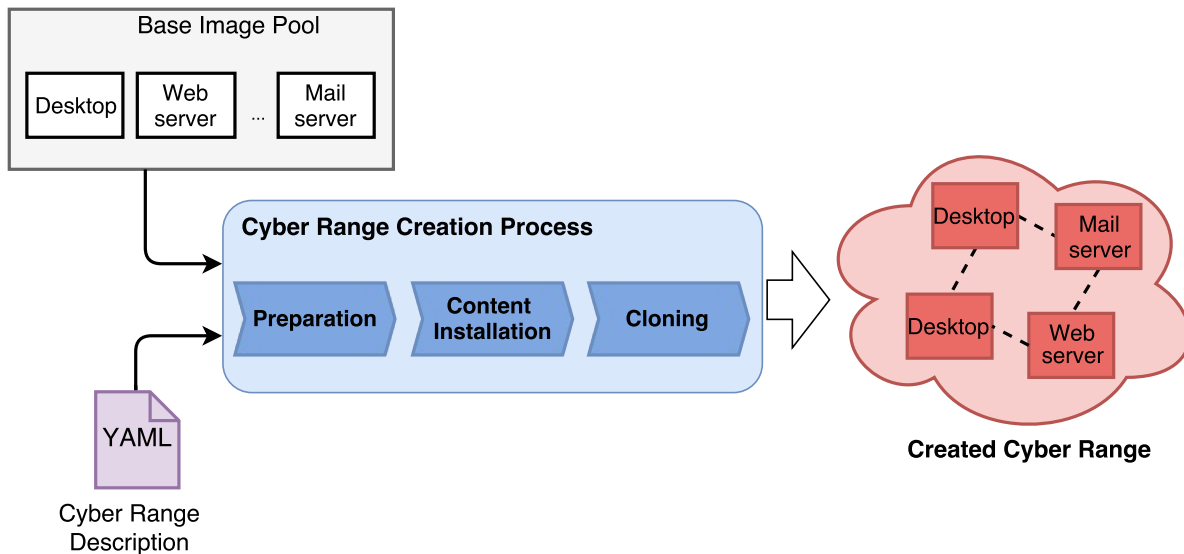 Base Image Pool
Desktop
Web
server
...
Mail
server
Cyber Range Creation Process
Preparation
Content
Installation
Cloning
YAML
Cyber Range
Description
Desktop
Mail
server
Desktop
Web
server
Created Cyber Range